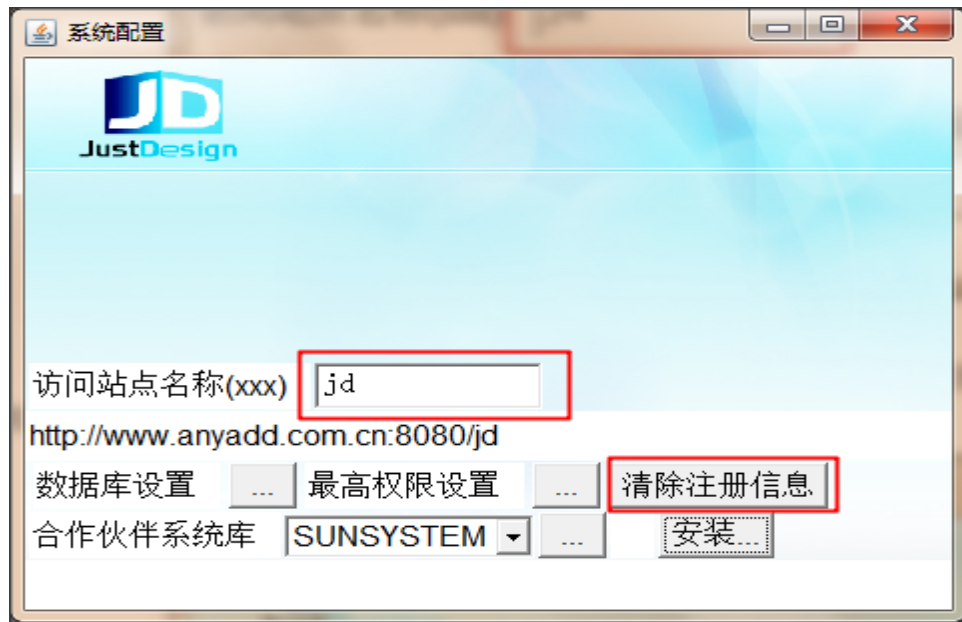 系统配置
JD
JustDesign
访问站点名称(xxx) jd
http://www.anyadd.com.cn:8080/jd
数据库设置 ... 最高权限设置 ... 清除注册信息
合作伙伴系统库 SUNSYSTEM ... 安装...